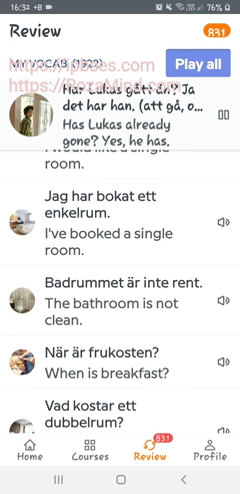 16:32 +8
76%
Review
831
MY VOCAB (1322)
Play all
https://ipceses.com
https://BozaMind.com
Har Lukas gått än? Ja
det har han. (att gå, o...
Has Lukas already
gone? Yes, he has.
I would like a single
room.
Jag har bokat ett
enkelrum.
I've booked a single
room.
Badrummet är inte rent.
The bathroom is not
clean.
När är frukosten?
When is breakfast?
Vad kostar ett
dubbelrum?
831
Home Courses Review Profile